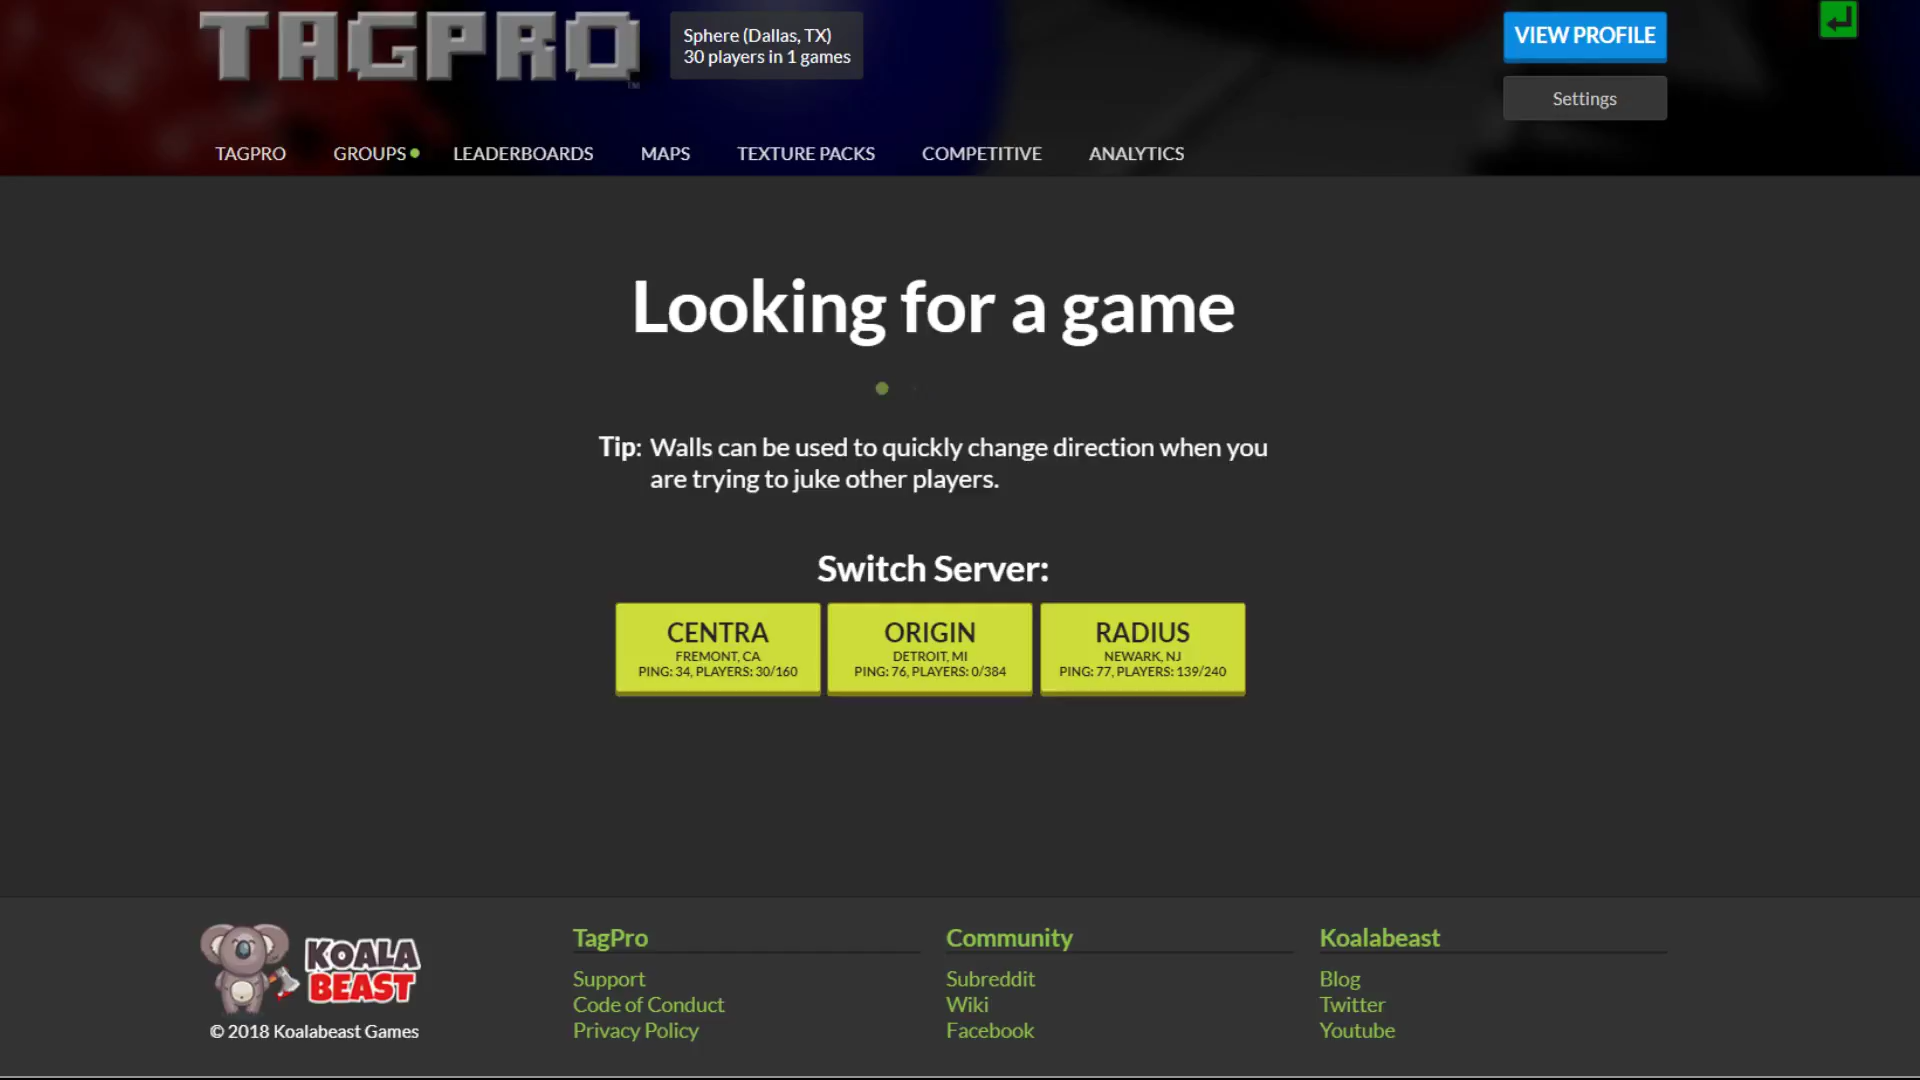 TAGPRO
TM
Sphere (Dallas, TX)
30 players in 1 games
VIEW PROFILE
Settings
TAGPRO
GROUPS
LEADERBOARDS
MAPS
TEXTURE PACKS
COMPETITIVE
ANALYTICS
Looking for a game
Tip: Walls can be used to quickly change direction when you
are trying to juke other players.
Switch Server:
CENTRA
FREMONT, CA
PING: 34, PLAYERS: 30/160
ORIGIN
DETROIT, MI
PING: 76, PLAYERS: 0/384
RADIUS
NEWARK, NJ
PING: 77, PLAYERS: 139/240
KOALA
BEAST
© 2018 Koalabeast Games
TagPro
Support
Code of Conduct
Privacy Policy
Community
Subreddit
Wiki
Facebook
Koalabeast
Blog
Twitter
Youtube